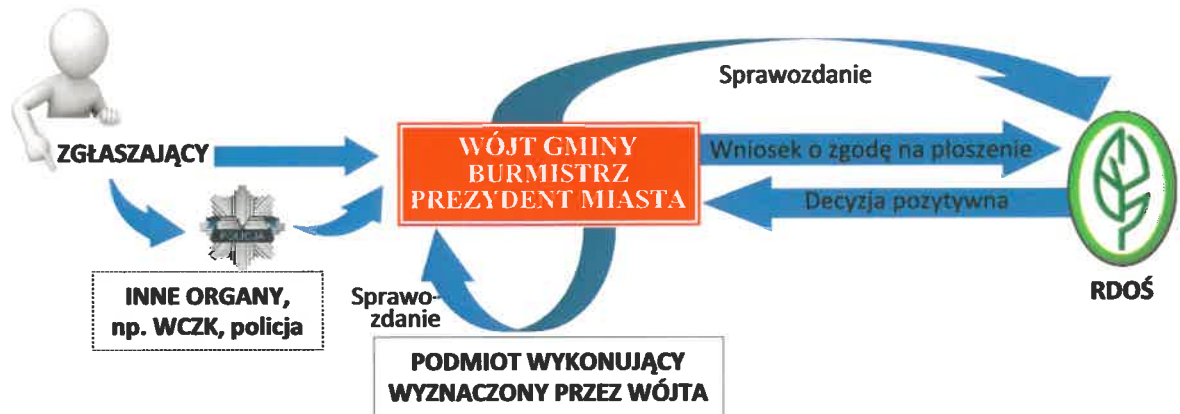 Sprawozdanie
ZGŁASZAJĄCY
WÓJT GMINY
BURMISTRZ
PREZYDENT MIASTA
Wniosek o zgodę na płoszenie
Decyzja pozytywna
POLICJA
RDOŚ
INNE ORGANY,
np. WCZK, policja
Sprawo-
zdanie
PODMIOT WYKONUJĄCY
WYZNACZONY PRZEZ WÓJTA